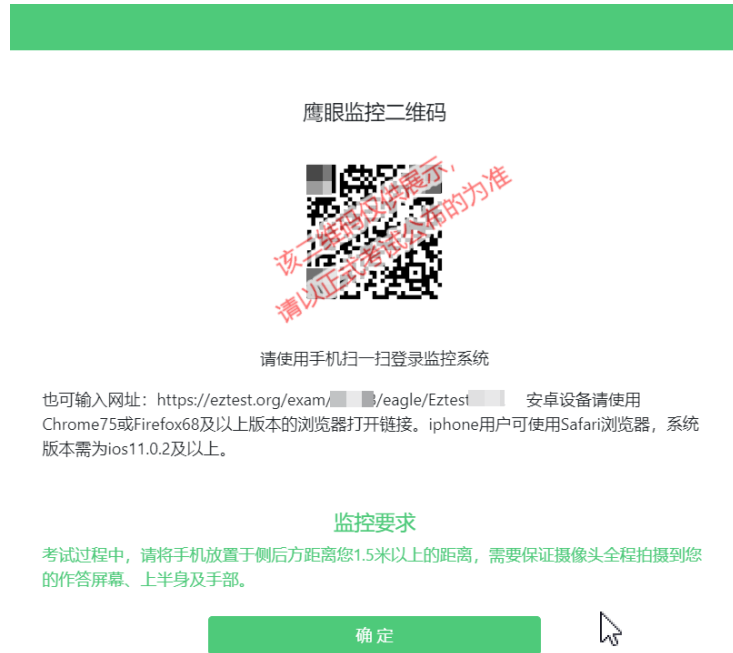 鹰眼监控二维码
该二维码仅供展示，
请以正式考试公布的为准
请使用手机扫一扫登录监控系统
也可输入网址：https://eztest.org/exam/ 3/eagle/Eztest 安卓设备请使用
Chrome75或Firefox68及以上版本的浏览器打开链接。iphone用户可使用Safari浏览器，系统
版本需为ios11.0.2及以上。
监控要求
考试过程中，请将手机放置于侧后方距离您1.5米以上的距离，需要保证摄像头全程拍摄到您
的作答屏幕、上半身及手部。
确定